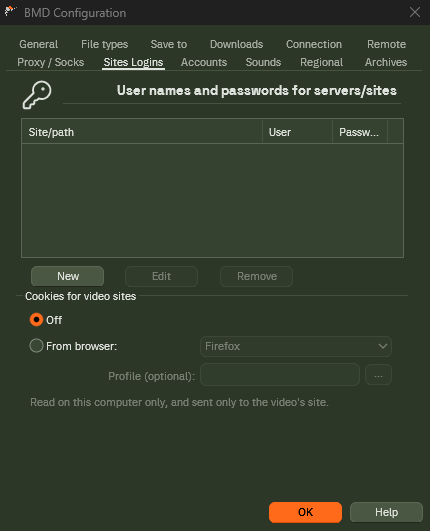 BMD Configuration
General File types Save to Downloads Connection Remote
Proxy / Socks Sites Logins Accounts Sounds Regional Archives
User names and passwords for servers/sites
Site/path User Passw...
New Edit Remove
Cookies for video sites
Off
From browser: Firefox
Profile (optional): ...
Read on this computer only, and sent only to the video's site.
OK Help